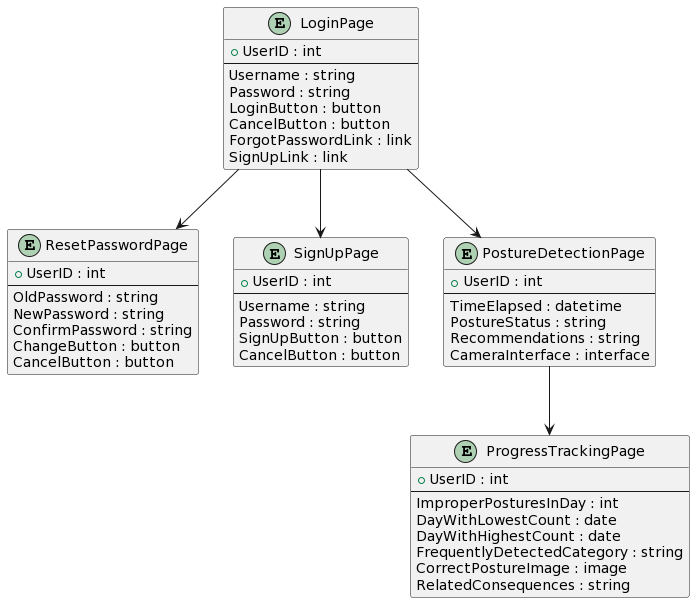 E LoginPage
UserID : int
Username : string
Password : string
LoginButton : button
CancelButton : button
ForgotPasswordLink : link
SignUpLink : link
E ResetPasswordPage
UserID : int
OldPassword : string
NewPassword : string
ConfirmPassword : string
ChangeButton : button
CancelButton : button
E SignUpPage
UserID : int
Username : string
Password : string
SignUpButton : button
CancelButton : button
E PostureDetectionPage
UserID : int
TimeElapsed : datetime
PostureStatus : string
Recommendations : string
CameraInterface : interface
E ProgressTrackingPage
UserID : int
ImproperPosturesInDay : int
DayWithLowestCount : date
DayWithHighestCount : date
FrequentlyDetectedCategory : string
CorrectPostureImage : image
RelatedConsequences : string